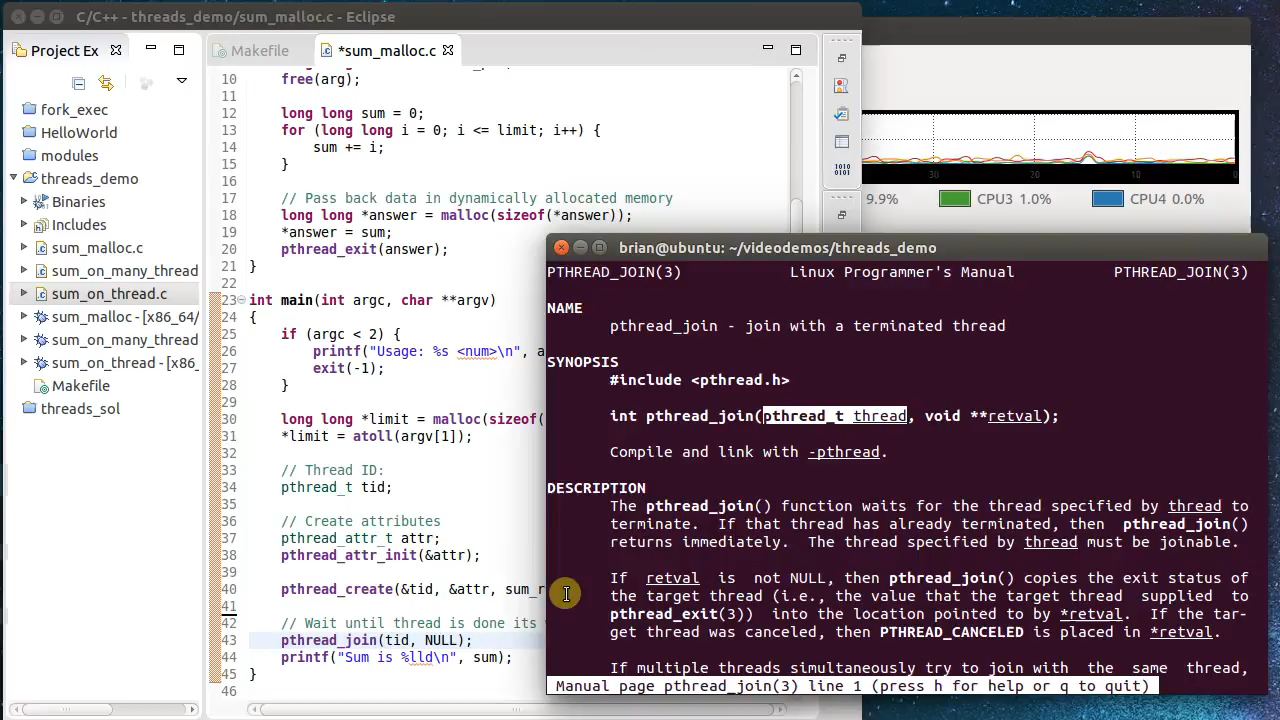 C/C++ - threads_demo/sum_malloc.c - Eclipse
Project Ex
Makefile
*sum_malloc.c
fork_exec
HelloWorld
modules
threads_demo
Binaries
Includes
sum_malloc.c
sum_on_many_thread
sum_on_thread.c
sum_malloc - [x86_64/
sum_on_many_thread
sum_on_thread - [x86_
Makefile
threads_sol
10 free(arg);
11
12 long long sum = 0;
13 for (long long i = 0; i <= limit; i++) {
14 sum += i;
15 }
16
17 // Pass back data in dynamically allocated memory
18 long long *answer = malloc(sizeof(*answer));
19 *answer = sum;
20 pthread_exit(answer);
21 }
22
23 int main(int argc, char **argv)
24 {
25 if (argc < 2) {
26 printf("Usage: %s <num>\n", a
27 exit(-1);
28 }
29
30 long long *limit = malloc(sizeof(
31 *limit = atoll(argv[1]);
32
33 // Thread ID:
34 pthread_t tid;
35
36 // Create attributes
37 pthread_attr_t attr;
38 pthread_attr_init(&attr);
39
40 pthread_create(&tid, &attr, sum_r
41
42 // Wait until thread is done its
43 pthread_join(tid, NULL);
44 printf("Sum is %lld\n", sum);
45 }
46
30 20 10 0
9.9% CPU3 1.0% CPU4 0.0%
brian@ubuntu: ~/videodemos/threads_demo
PTHREAD_JOIN(3) Linux Programmer's Manual PTHREAD_JOIN(3)
NAME
pthread_join - join with a terminated thread
SYNOPSIS
#include <pthread.h>
int pthread_join(pthread_t thread, void **retval);
Compile and link with -pthread.
DESCRIPTION
The pthread_join() function waits for the thread specified by thread to
terminate. If that thread has already terminated, then pthread_join()
returns immediately. The thread specified by thread must be joinable.
If retval is not NULL, then pthread_join() copies the exit status of
the target thread (i.e., the value that the target thread supplied to
pthread_exit(3)) into the location pointed to by *retval. If the tar-
get thread was canceled, then PTHREAD_CANCELED is placed in *retval.
If multiple threads simultaneously try to join with the same thread,
Manual page pthread_join(3) line 1 (press h for help or q to quit)